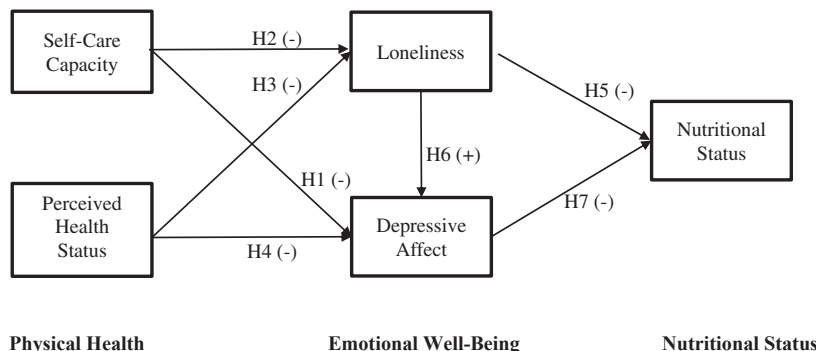 Self-Care
Capacity
H2 (-)
Loneliness
H3 (-)
H5 (-)
Nutritional
Status
H6 (+)
H1 (-)
Perceived
Health
Status
H4 (-)
Depressive
Affect
H7 (-)
Physical Health
Emotional Well-Being
Nutritional Status